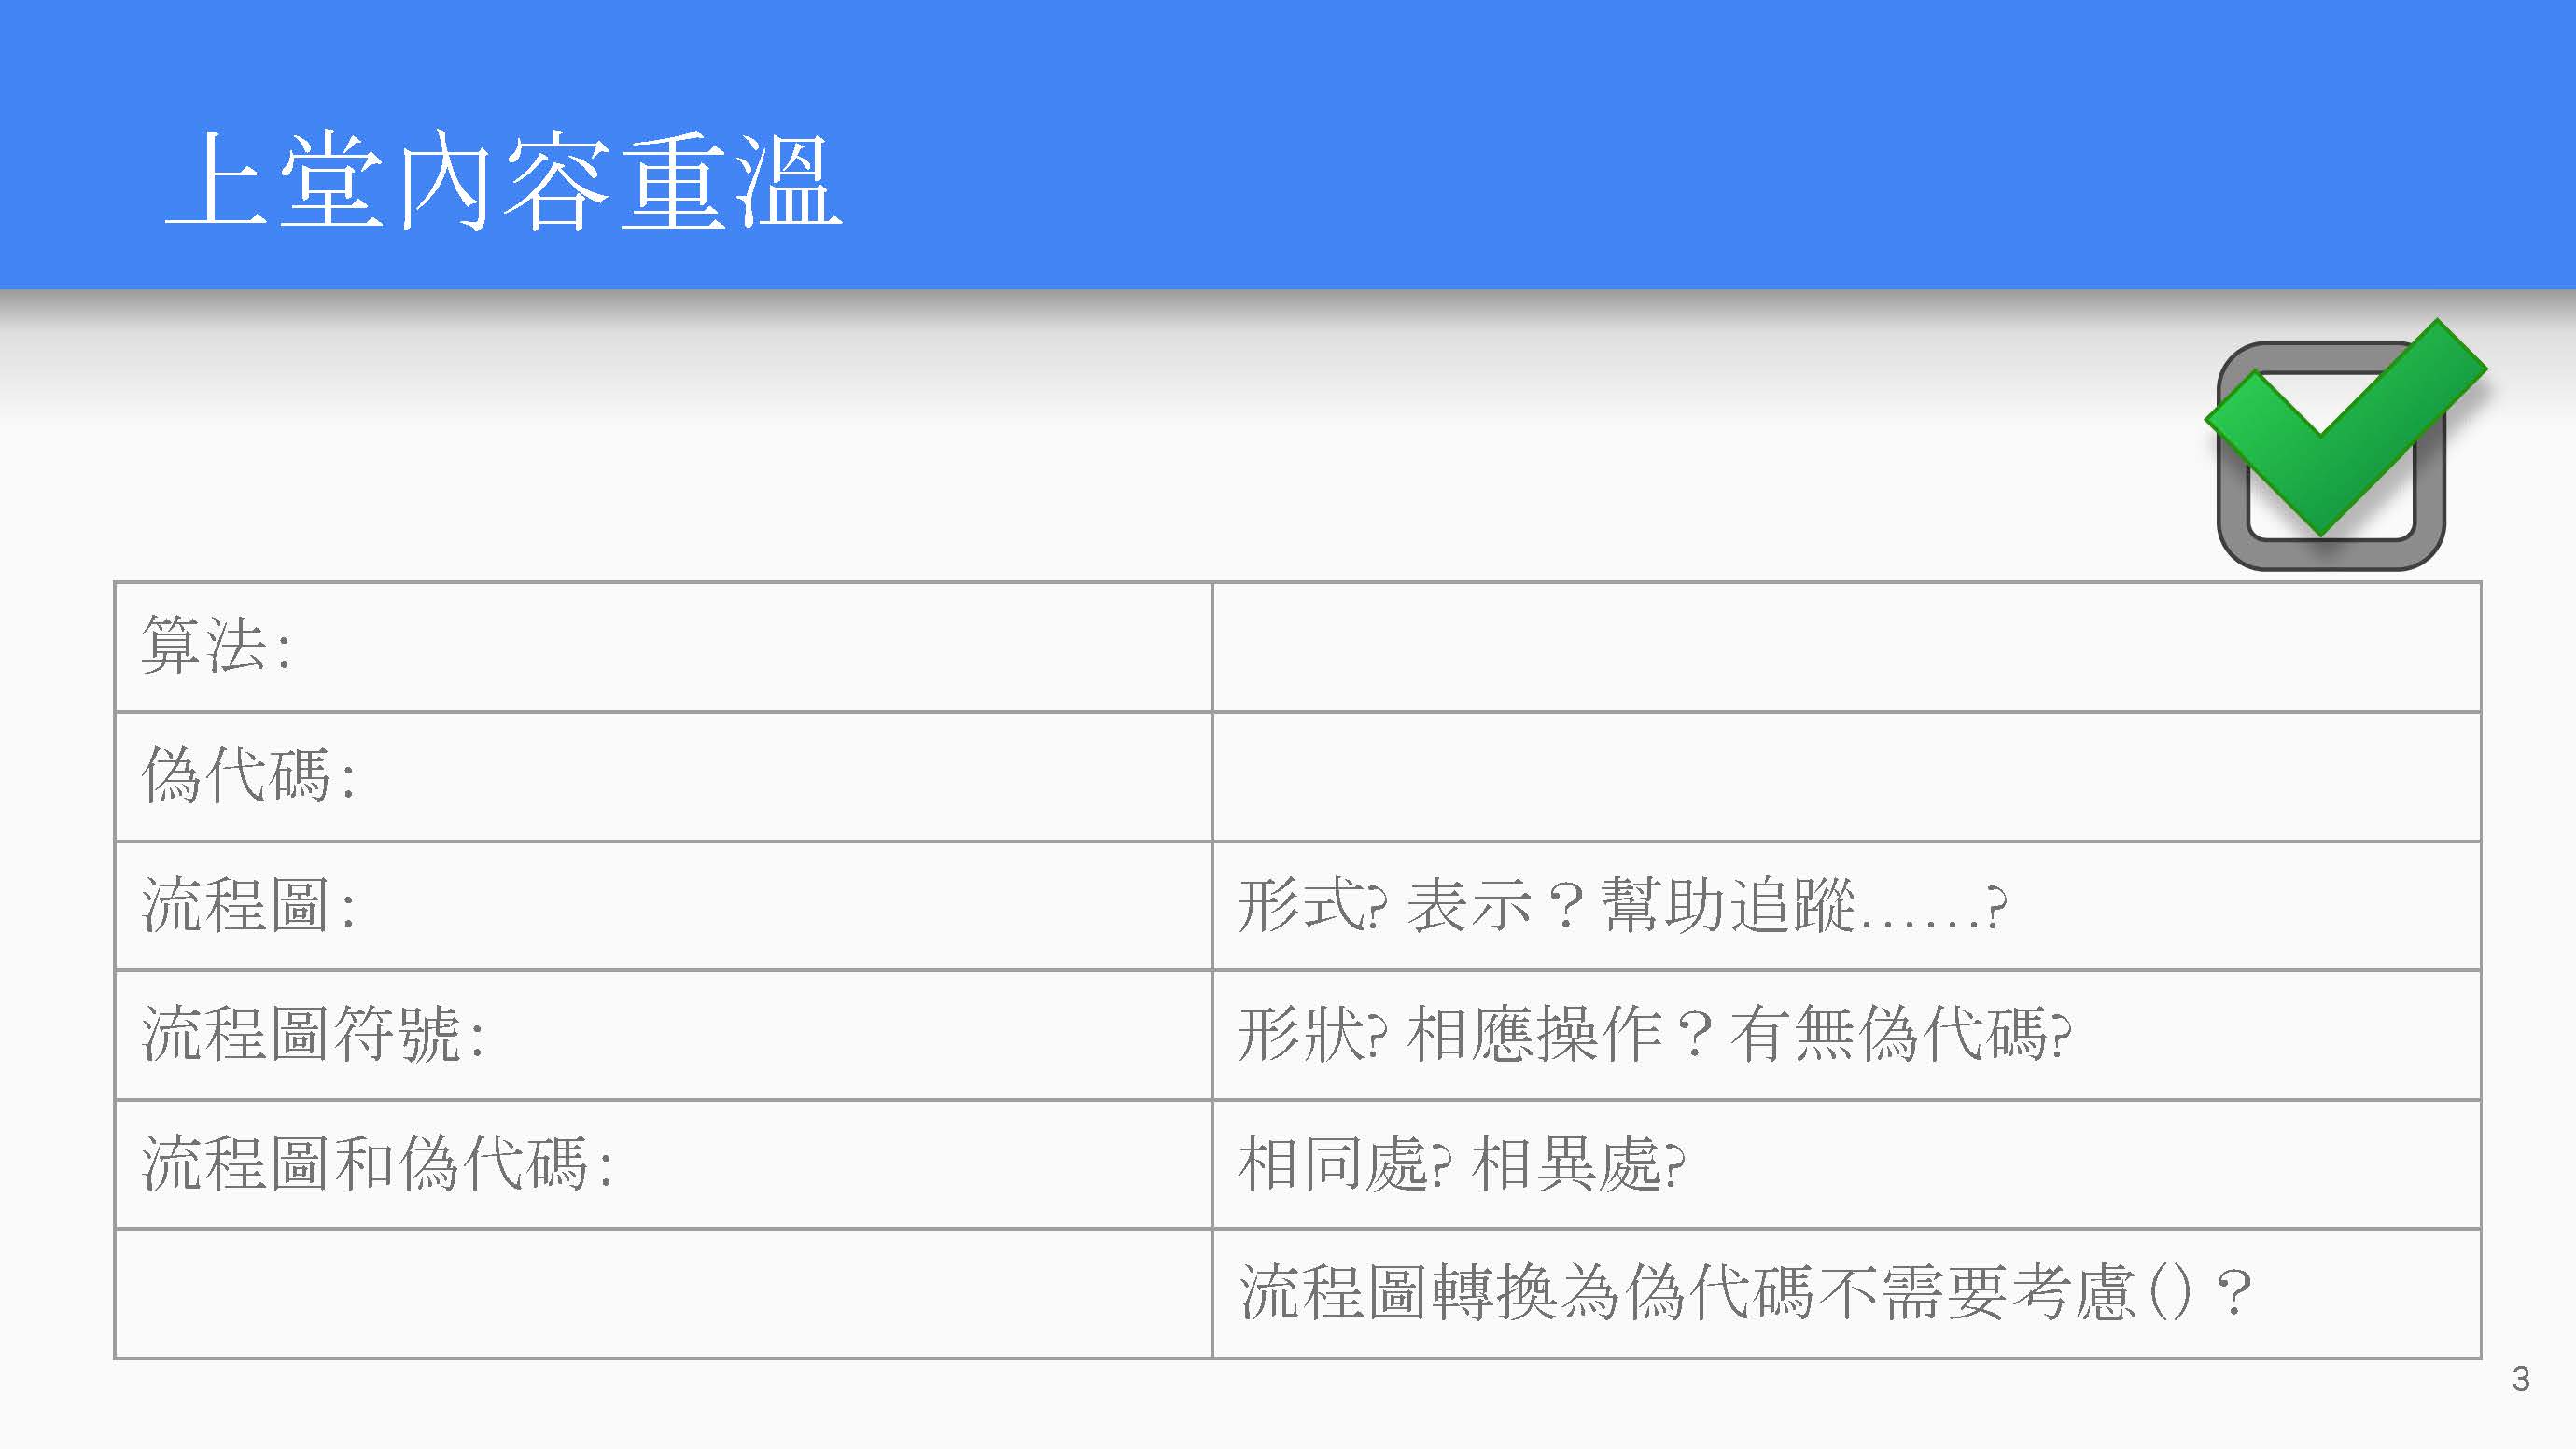 上堂內容重溫
算法:
偽代碼:
流程圖:
形式? 表示？幫助追蹤......?
流程圖符號:
形狀? 相應操作？有無偽代碼?
流程圖和偽代碼:
相同處? 相異處?
流程圖轉換為偽代碼不需要考慮()？
3